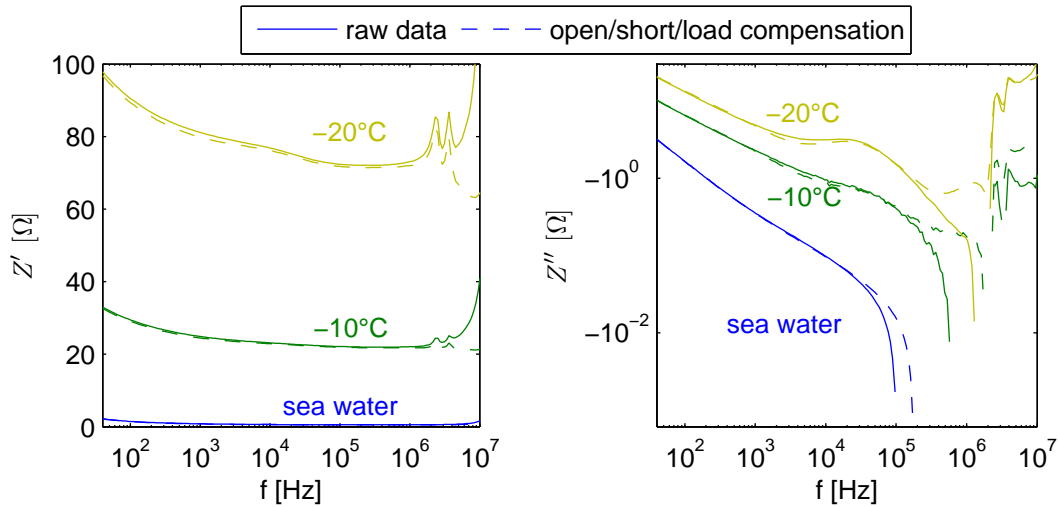 raw data
open/short/load compensation
100
80
60
40
20
0
Z′ [Ω]
−20°C
−10°C
sea water
10² 10³ 10⁴ 10⁵ 10⁶ 10⁷
f [Hz]
−10⁰
−10⁻²
Z″ [Ω]
−20°C
−10°C
sea water
10² 10³ 10⁴ 10⁵ 10⁶ 10⁷
f [Hz]